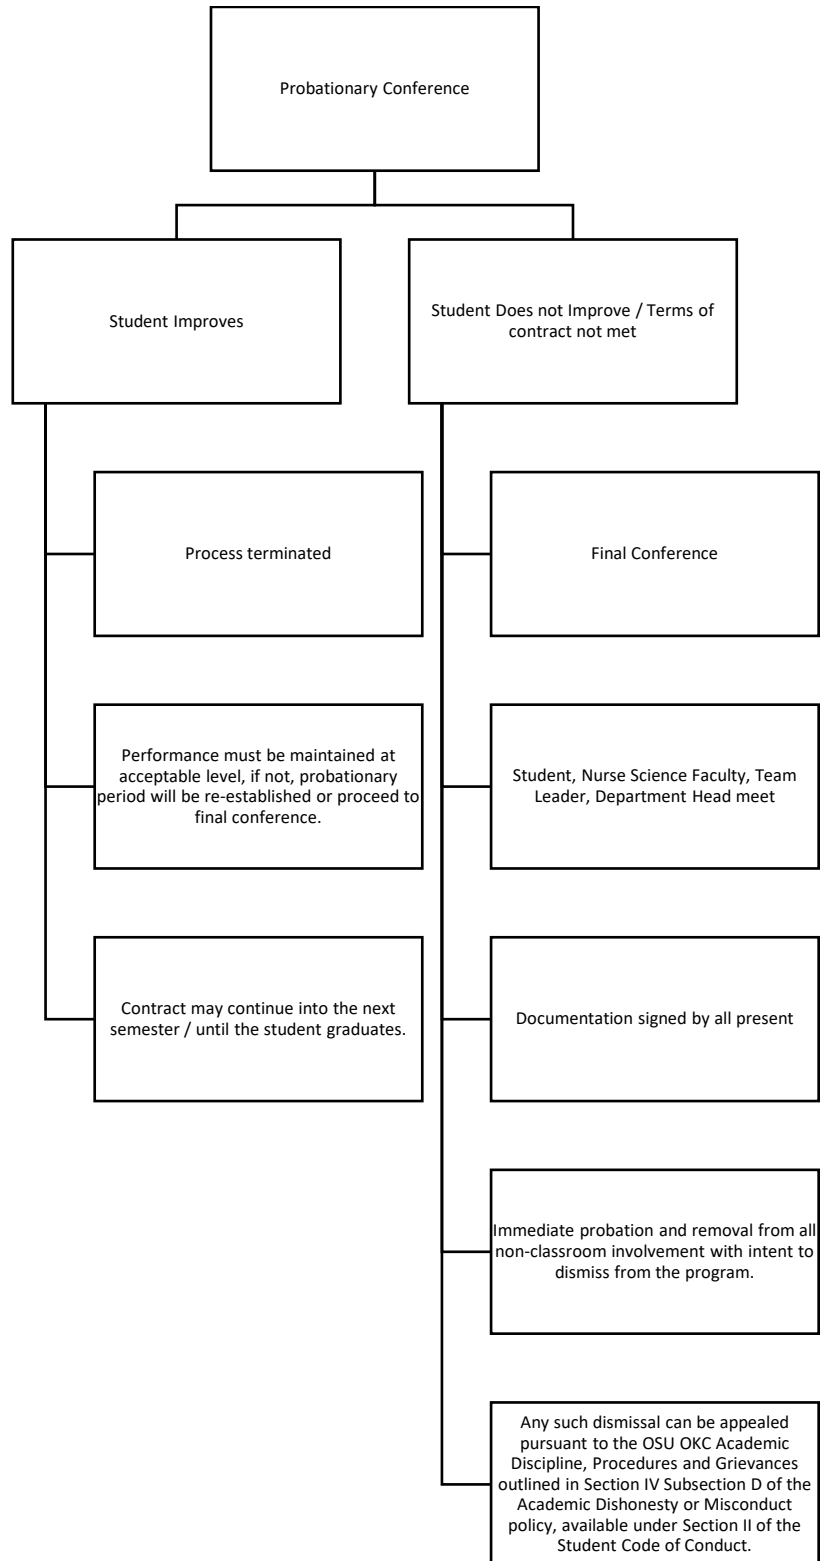 Probationary Conference
Student Improves
Student Does not Improve / Terms of
contract not met
Process terminated
Performance must be maintained at
acceptable level, if not, probationary
period will be re-established or proceed to
final conference.
Contract may continue into the next
semester / until the student graduates.
Final Conference
Student, Nurse Science Faculty, Team
Leader, Department Head meet
Documentation signed by all present
Immediate probation and removal from all
non-classroom involvement with intent to
dismiss from the program.
Any such dismissal can be appealed
pursuant to the OSU OKC Academic
Discipline, Procedures and Grievances
outlined in Section IV Subsection D of the
Academic Dishonesty or Misconduct
policy, available under Section II of the
Student Code of Conduct.